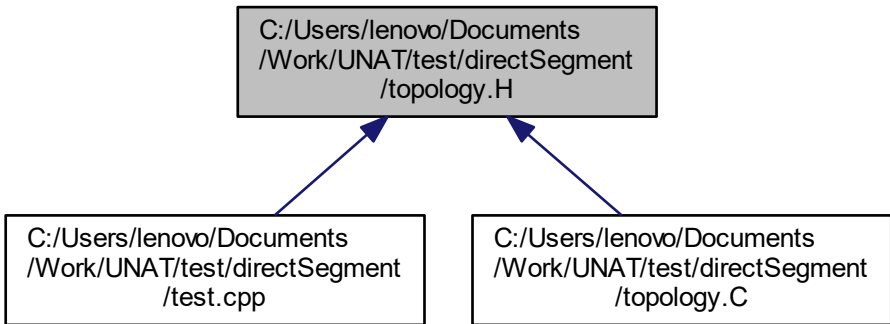 C:/Users/lenovo/Documents
/Work/UNAT/test/directSegment
/topology.H
C:/Users/lenovo/Documents
/Work/UNAT/test/directSegment
/test.cpp
C:/Users/lenovo/Documents
/Work/UNAT/test/directSegment
/topology.C